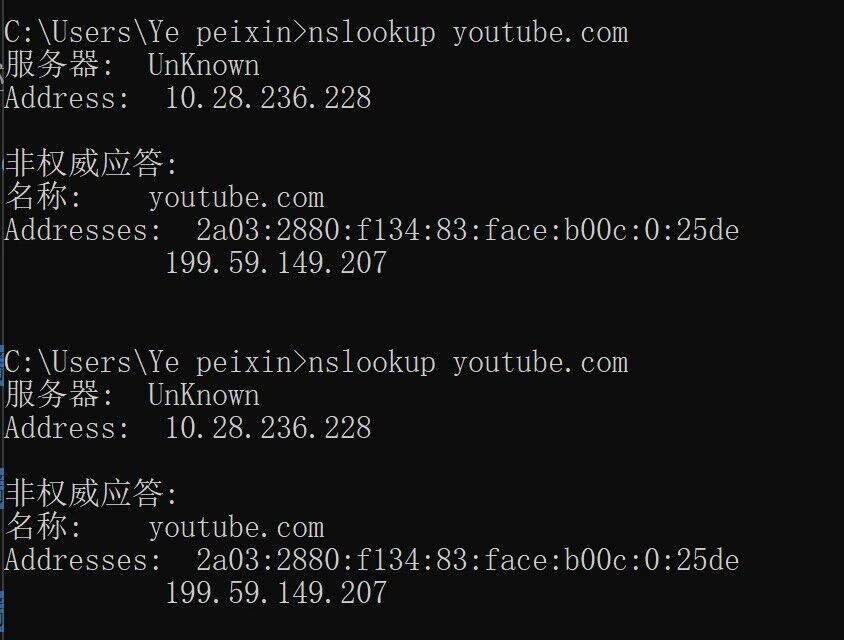 C:\Users\Ye peixin>nslookup youtube.com
服务器:  UnKnown
Address:  10.28.236.228
非权威应答:
名称:    youtube.com
Addresses:  2a03:2880:f134:83:face:b00c:0:25de
          199.59.149.207
C:\Users\Ye peixin>nslookup youtube.com
服务器:  UnKnown
Address:  10.28.236.228
非权威应答:
名称:    youtube.com
Addresses:  2a03:2880:f134:83:face:b00c:0:25de
          199.59.149.207